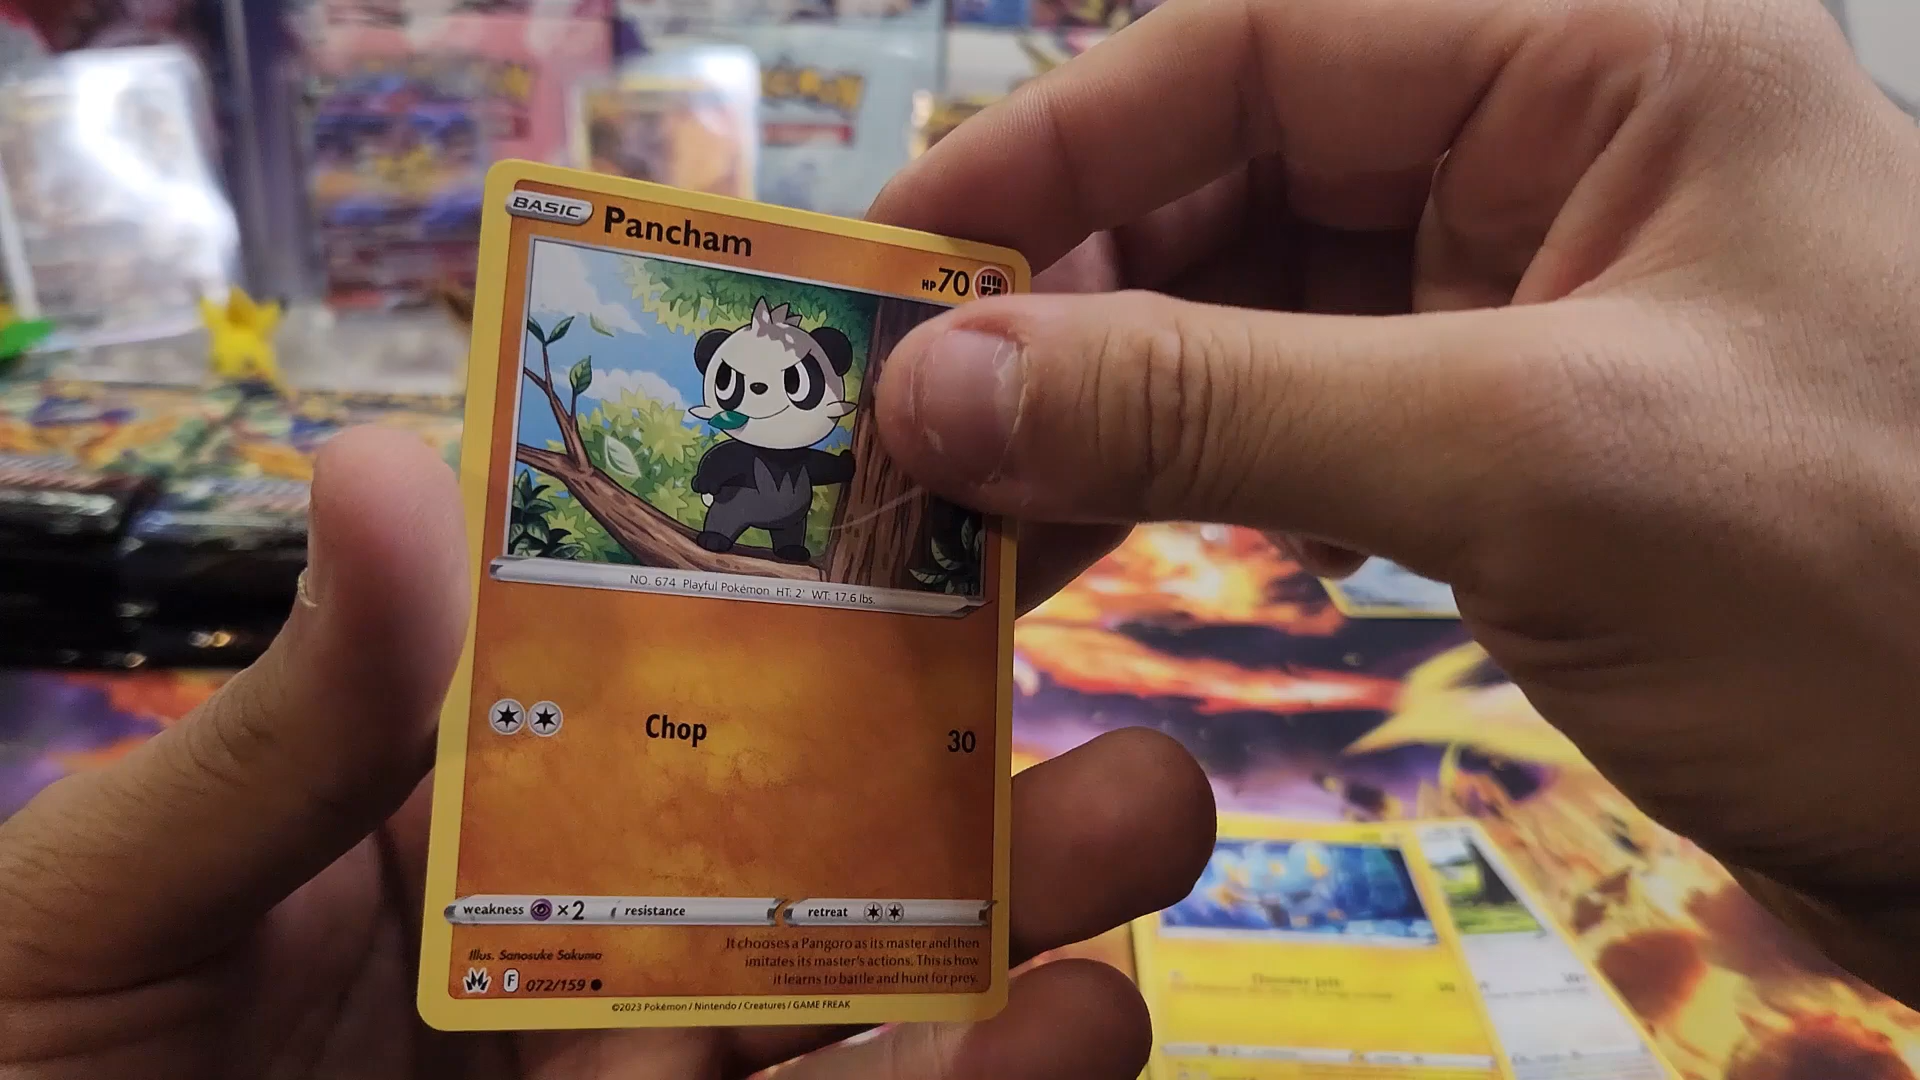 BASIC
Pancham
HP 70
NO. 674 Playful Pokémon HT: 2' WT: 17.6 lbs.
Chop
30
weakness ×2
resistance
retreat
Illus. Sanosuke Sakuma
It chooses a Pangoro as its master and then
imitates its master's actions. This is how
it learns to battle and hunt for prey.
F
072/159
©2023 Pokémon / Nintendo / Creatures / GAME FREAK